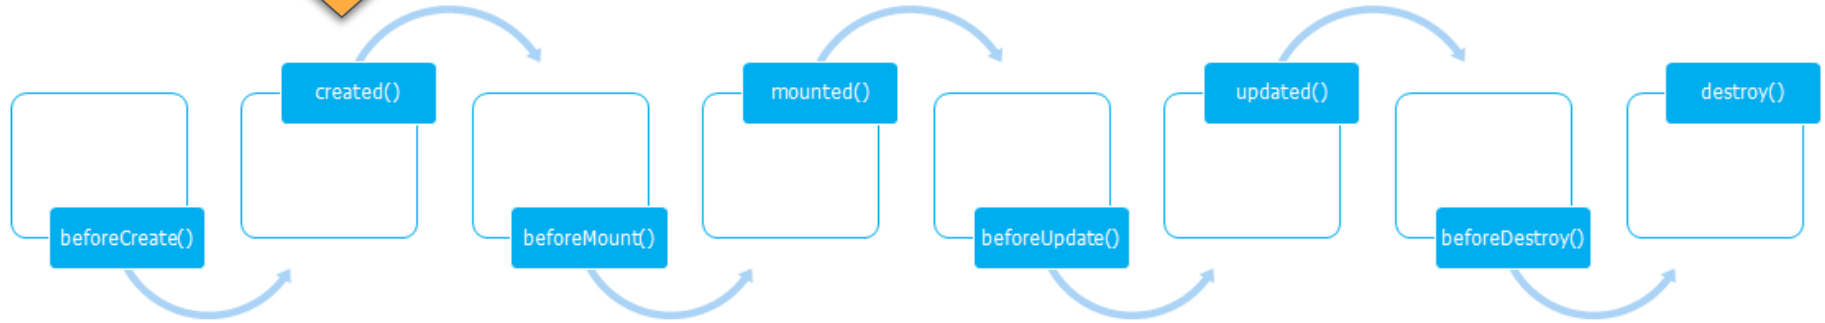 beforeCreate()
created()
beforeMount()
mounted()
beforeUpdate()
updated()
beforeDestroy()
destroy()